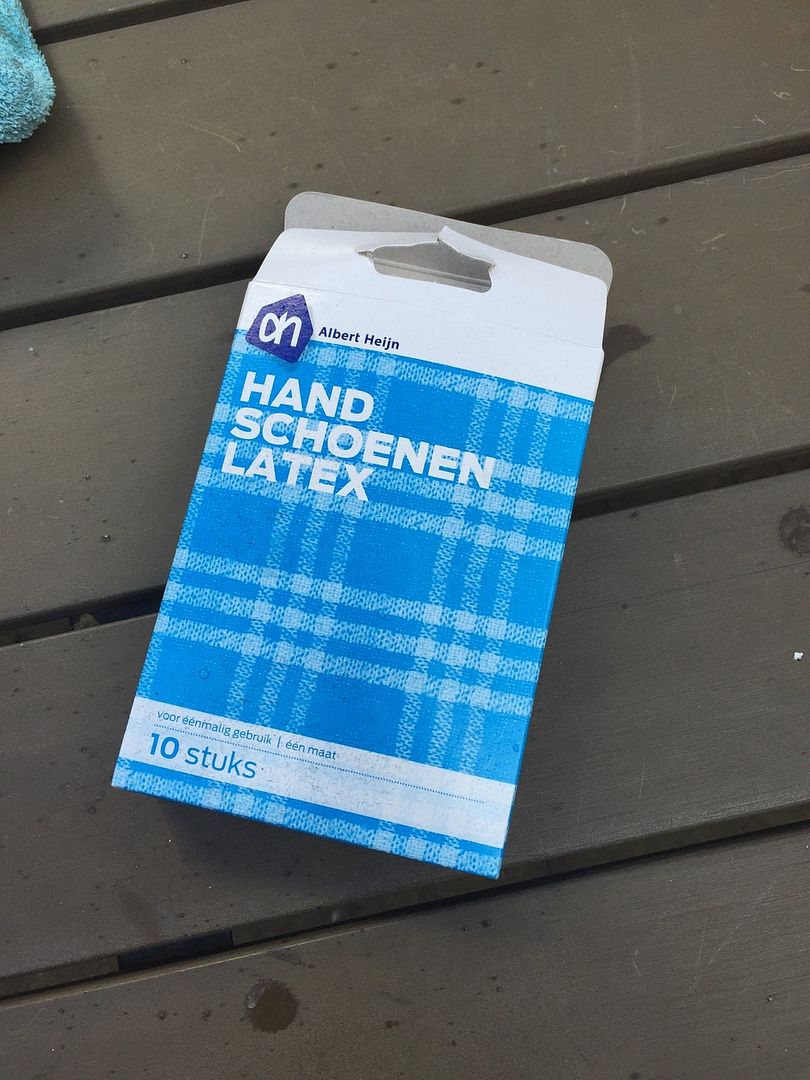 ah Albert Heijn
HAND
SCHOENEN
LATEX
voor éénmalig gebruik | één maat
10 stuks